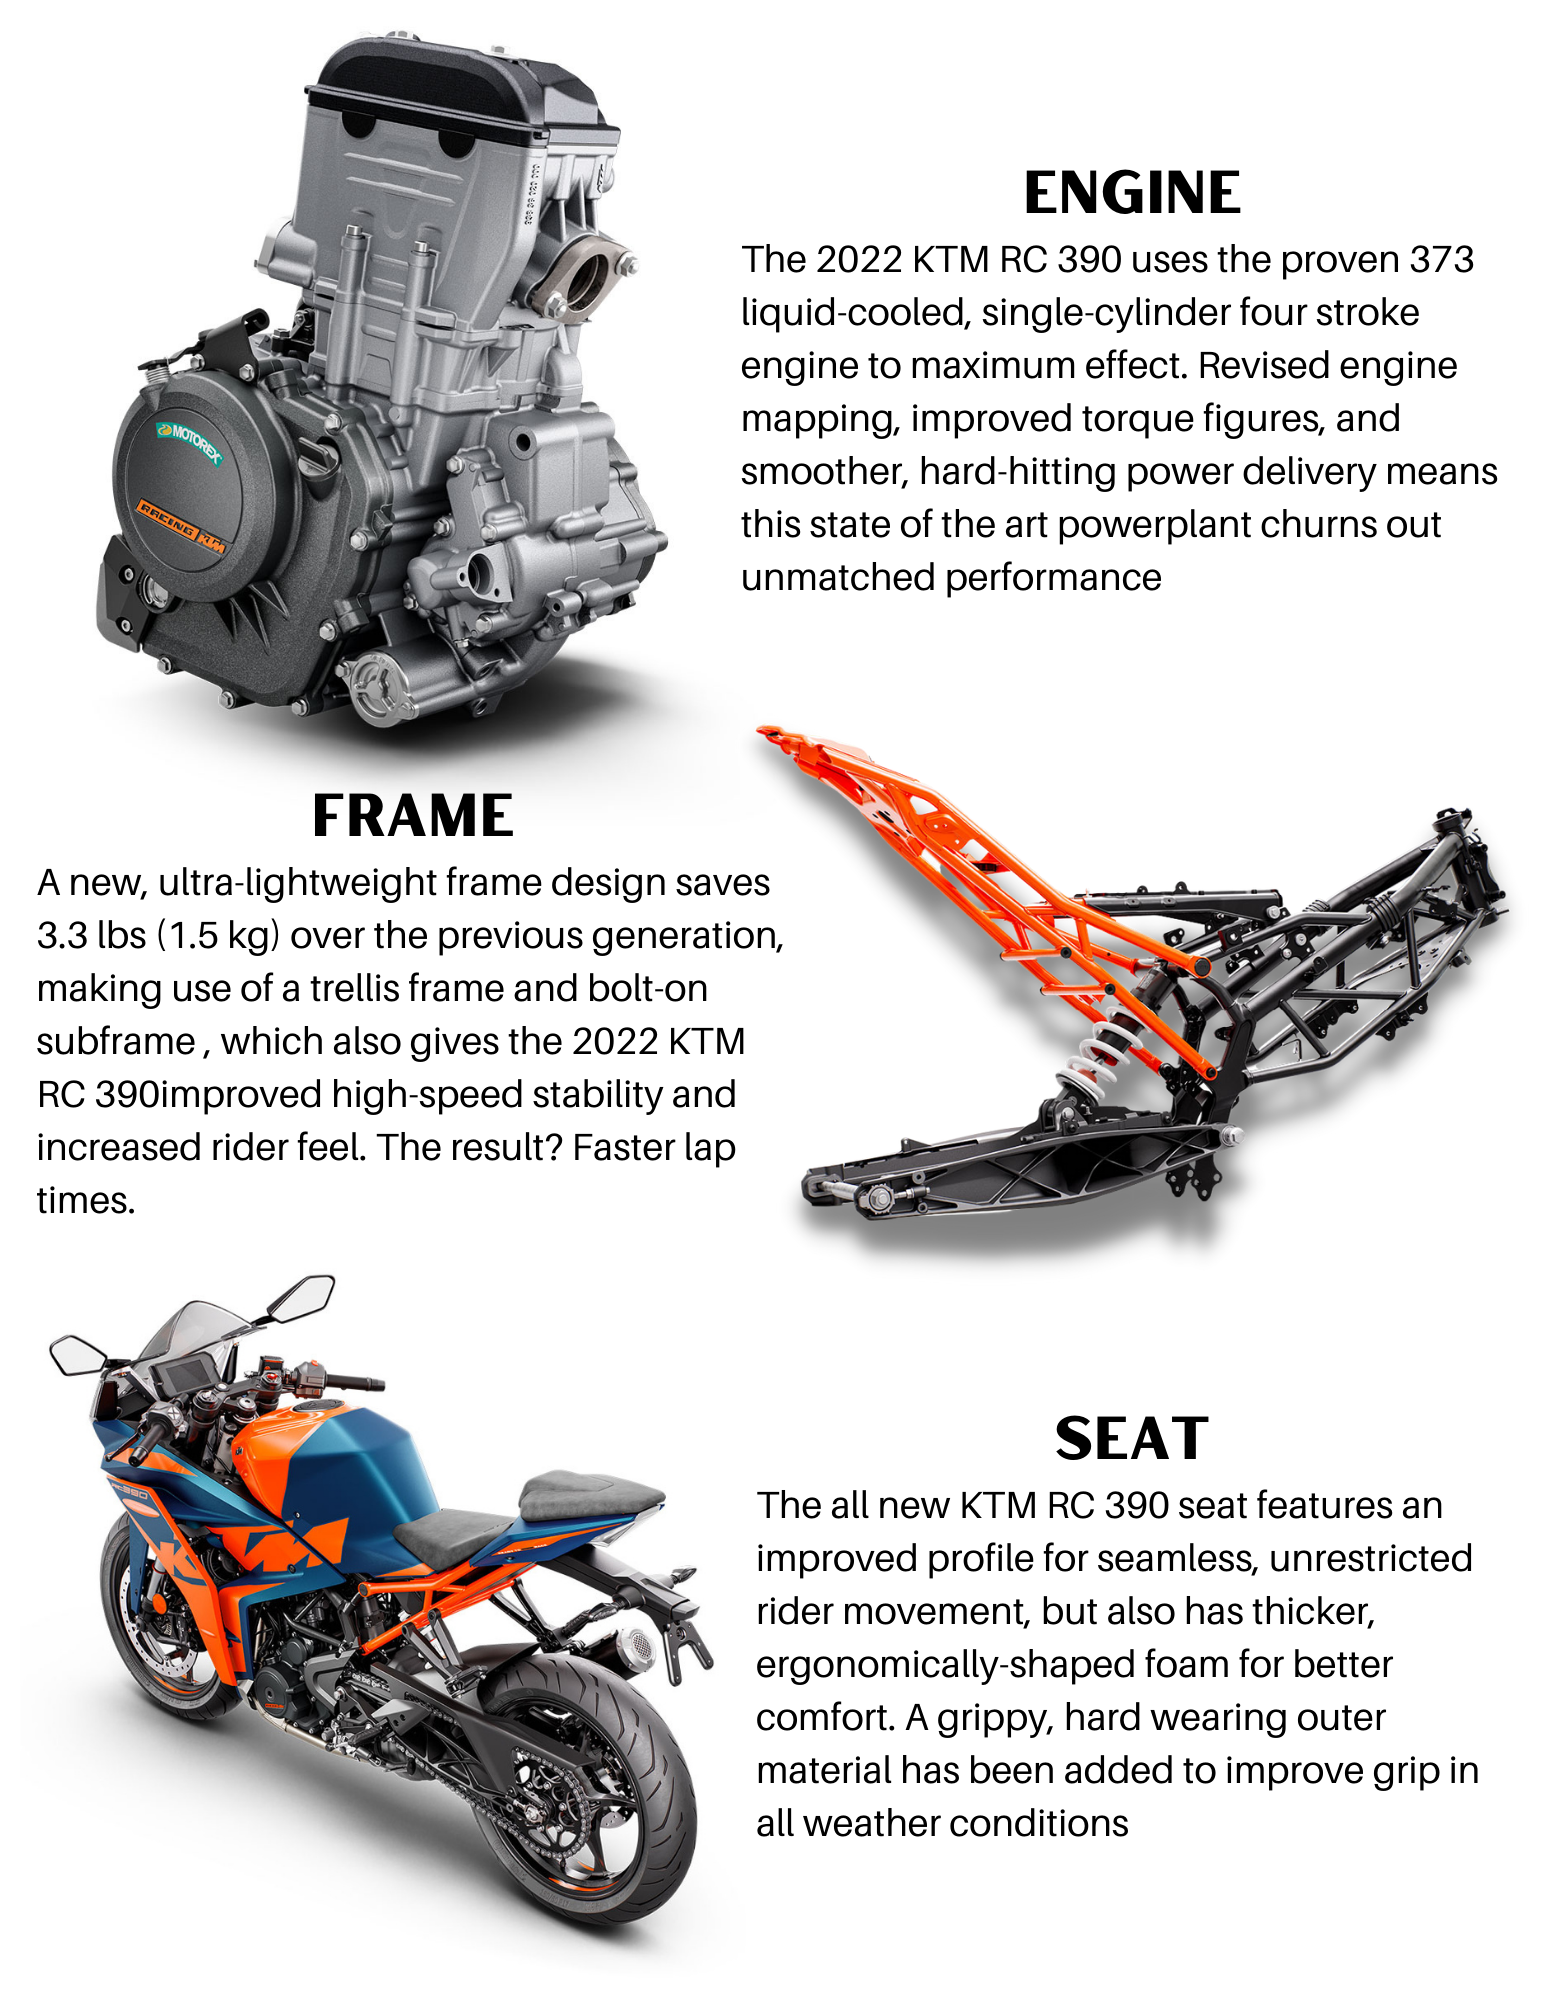 MOTOREX
RACING KTM
ENGINE
The 2022 KTM RC 390 uses the proven 373
liquid-cooled, single-cylinder four stroke
engine to maximum effect. Revised engine
mapping, improved torque figures, and
smoother, hard-hitting power delivery means
this state of the art powerplant churns out
unmatched performance
FRAME
A new, ultra-lightweight frame design saves
3.3 lbs (1.5 kg) over the previous generation,
making use of a trellis frame and bolt-on
subframe , which also gives the 2022 KTM
RC 390improved high-speed stability and
increased rider feel. The result? Faster lap
times.
RC390
SEAT
The all new KTM RC 390 seat features an
improved profile for seamless, unrestricted
rider movement, but also has thicker,
ergonomically-shaped foam for better
comfort. A grippy, hard wearing outer
material has been added to improve grip in
all weather conditions